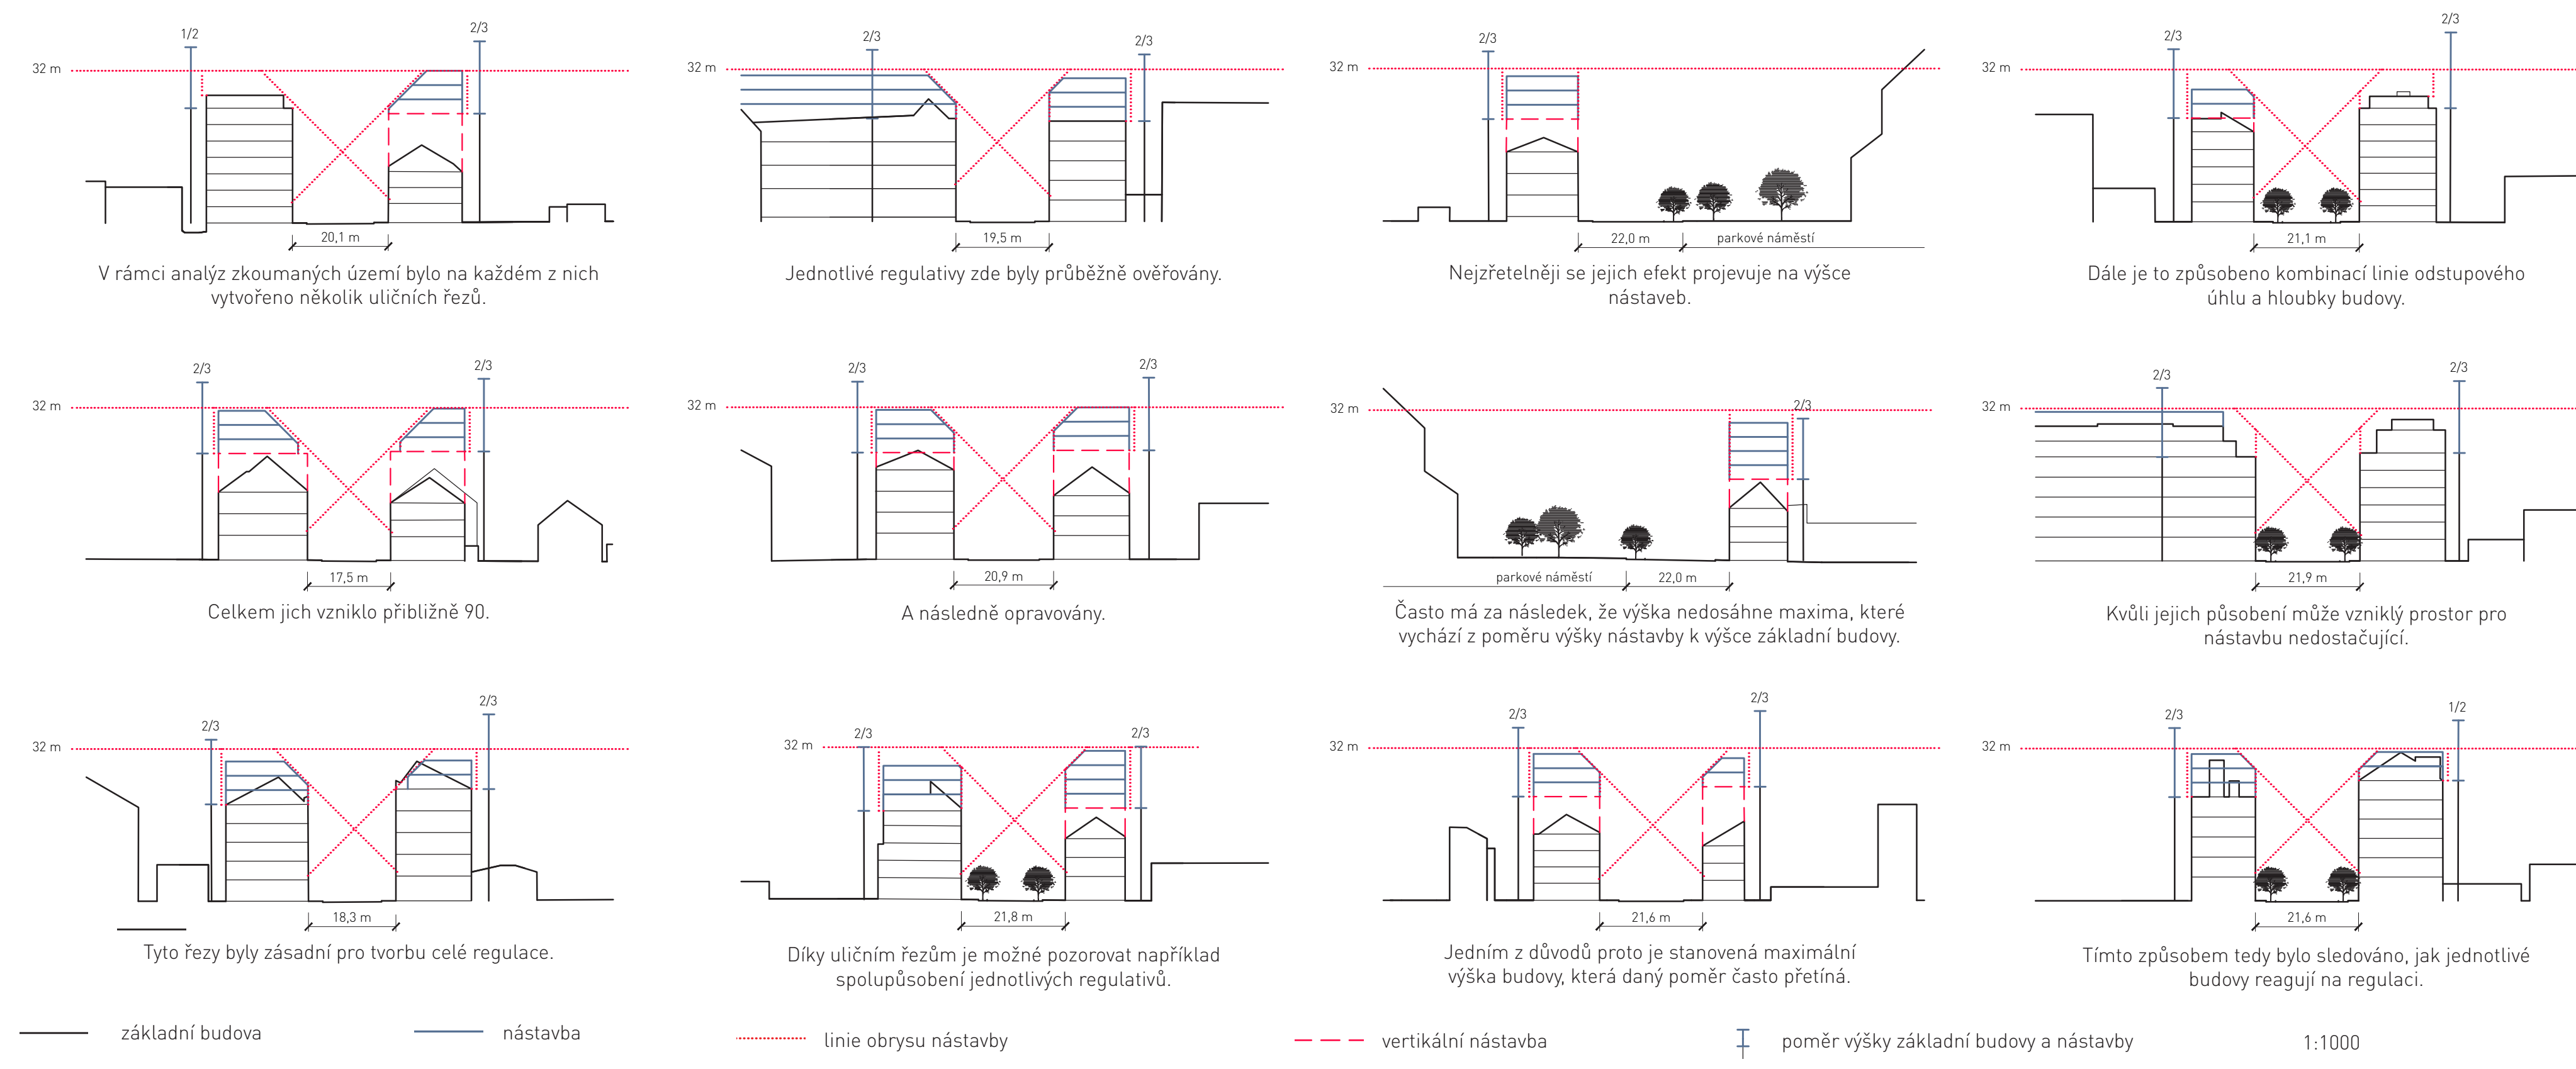 1/2
2/3
32 m
20,1 m
V rámci analýz zkoumaných území bylo na každém z nich
vytvořeno několik uličních řezů.
2/3
2/3
32 m
19,5 m
Jednotlivé regulativy zde byly průběžně ověřovány.
2/3
32 m
22,0 m
parkové náměstí
Nejzřetelněji se jejich efekt projevuje na výšce
nástaveb.
2/3
2/3
32 m
21,1 m
Dále je to způsobeno kombinací linie odstupového
úhlu a hloubky budovy.
2/3
2/3
32 m
17,5 m
Celkem jich vzniklo přibližně 90.
2/3
2/3
32 m
20,9 m
A následně opravovány.
32 m
2/3
parkové náměstí
22,0 m
Často má za následek, že výška nedosáhne maxima, které
vychází z poměru výšky nástavby k výšce základní budovy.
2/3
2/3
32 m
21,9 m
Kvůli jejich působení může vzniklý prostor pro
nástavbu nedostačující.
2/3
2/3
32 m
18,3 m
Tyto řezy byly zásadní pro tvorbu celé regulace.
2/3
2/3
32 m
21,8 m
Díky uličním řezům je možné pozorovat například
spolupůsobení jednotlivých regulativů.
2/3
2/3
32 m
21,6 m
Jedním z důvodů proto je stanovená maximální
výška budovy, která daný poměr často přetíná.
2/3
1/2
32 m
21,6 m
Tímto způsobem tedy bylo sledováno, jak jednotlivé
budovy reagují na regulaci.
základní budova
nástavba
linie obrysu nástavby
vertikální nástavba
poměr výšky základní budovy a nástavby
1:1000